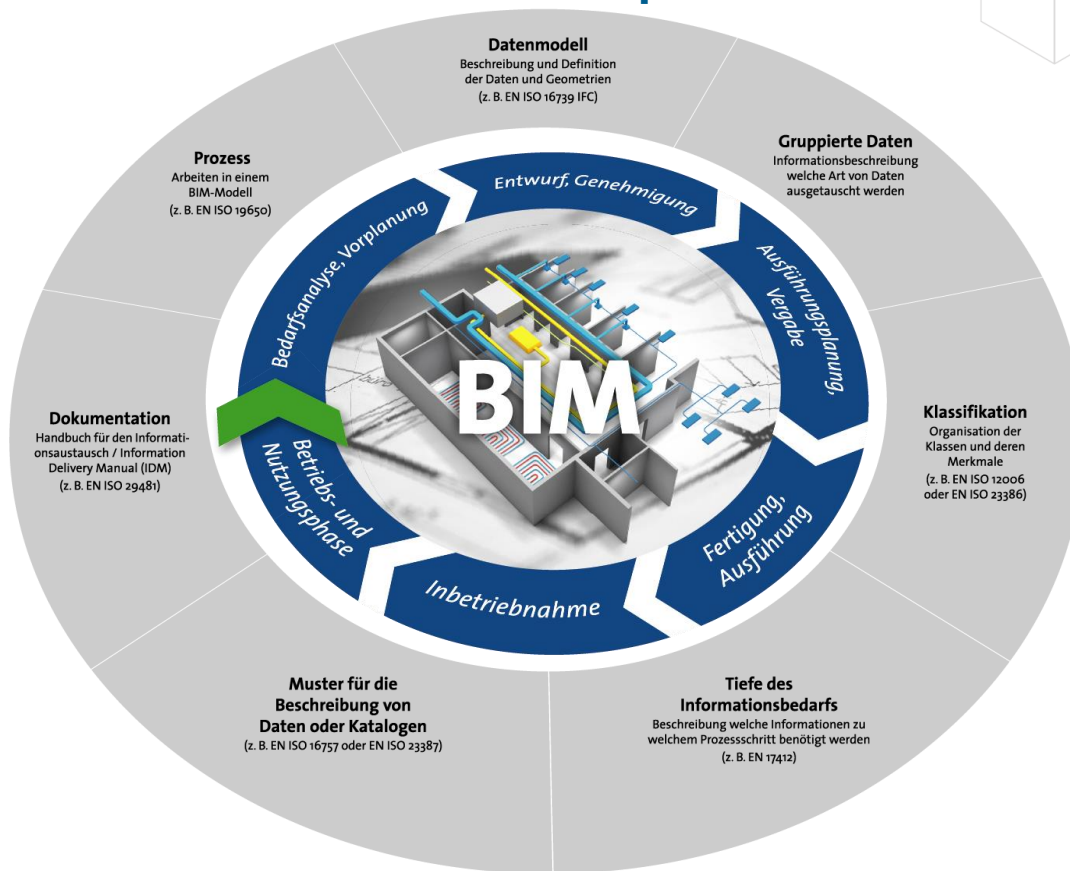 Datenmodell
Beschreibung und Definition
der Daten und Geometrien
(z. B. EN ISO 16739 IFC)
Gruppierte Daten
Informationsbeschreibung
welche Art von Daten
ausgetauscht werden
Prozess
Arbeiten in einem
BIM-Modell
(z. B. EN ISO 19650)
Entwurf, Genehmigung
Bedarfsanalyse, Vorplanung
Ausführungsplanung,
Vergabe
BIM
Klassifikation
Organisation der
Klassen und deren
Merkmale
(z. B. EN ISO 12006
oder EN ISO 23386)
Dokumentation
Handbuch für den Informati-
onsaustausch / Information
Delivery Manual (IDM)
(z. B. EN ISO 29481)
Betriebs- und
Nutzungsphase
Fertigung,
Ausführung
Inbetriebnahme
Muster für die
Beschreibung von
Daten oder Katalogen
(z. B. EN ISO 16757 oder EN ISO 23387)
Tiefe des
Informationsbedarfs
Beschreibung welche Informationen zu
welchem Prozessschritt benötigt werden
(z. B. EN 17412)